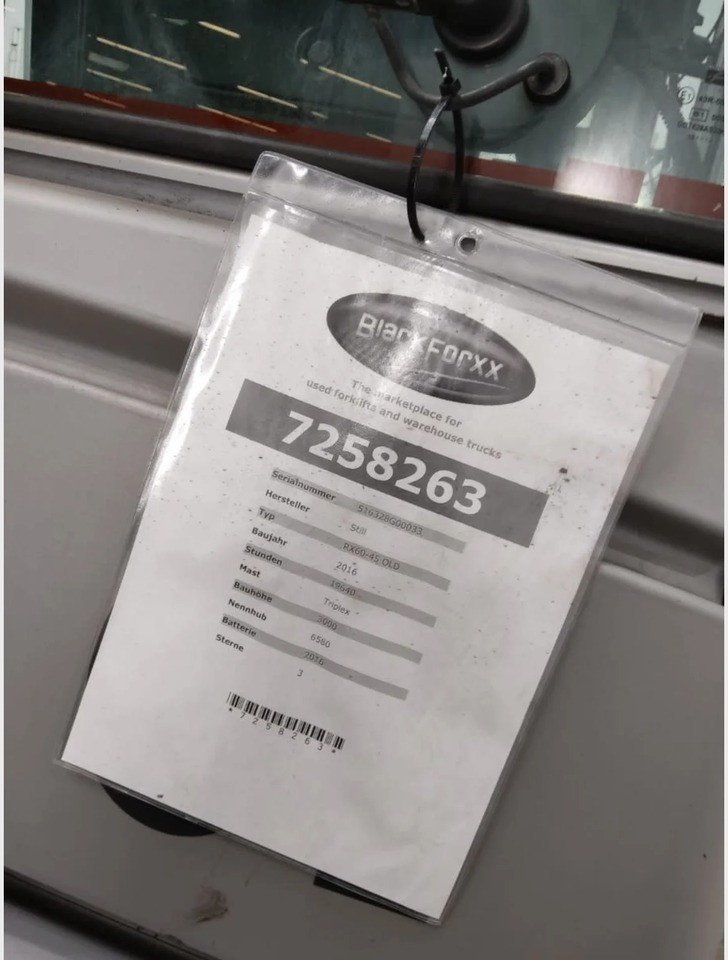 BlackForxx
The marketplace for
used forklifts and warehouse trucks
7258263
Serialnummer
Hersteller Still
Typ RX60-45 OLD
Baujahr 2016
Stunden
Mast Triplex
Bauhöhe 3000
Nennhub 6580
Batterie 2016
Sterne 3
*7258263*